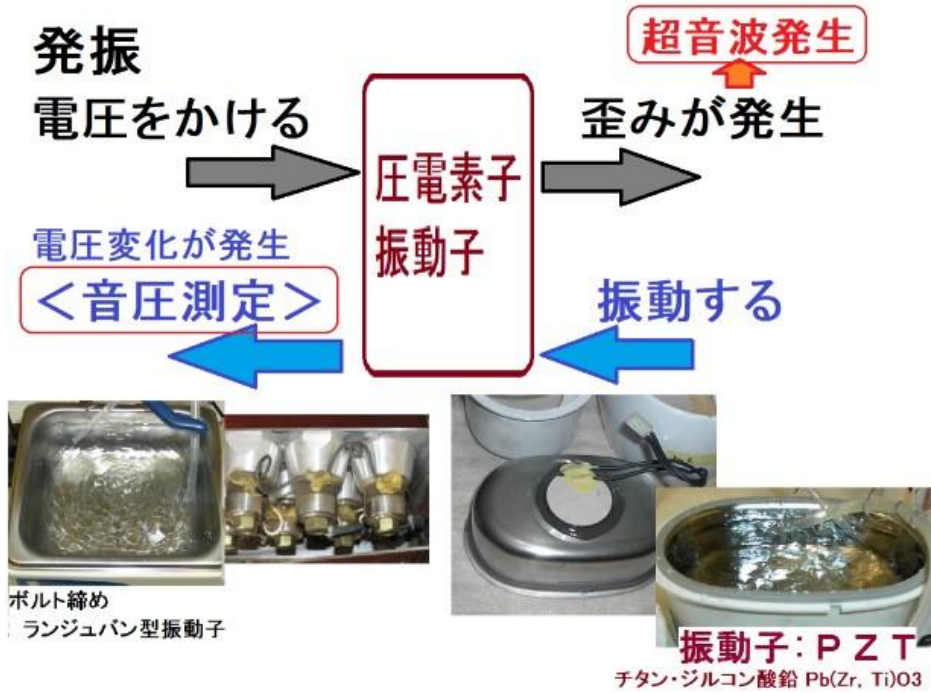 発振
電圧をかける
超音波発生
歪みが発生
圧電素子
振動子
電圧変化が発生
＜音圧測定＞
振動する
ボルト締め
ランジュバン型振動子
振動子：ＰＺＴ
チタン・ジルコン酸鉛 Pb(Zr, Ti)O3